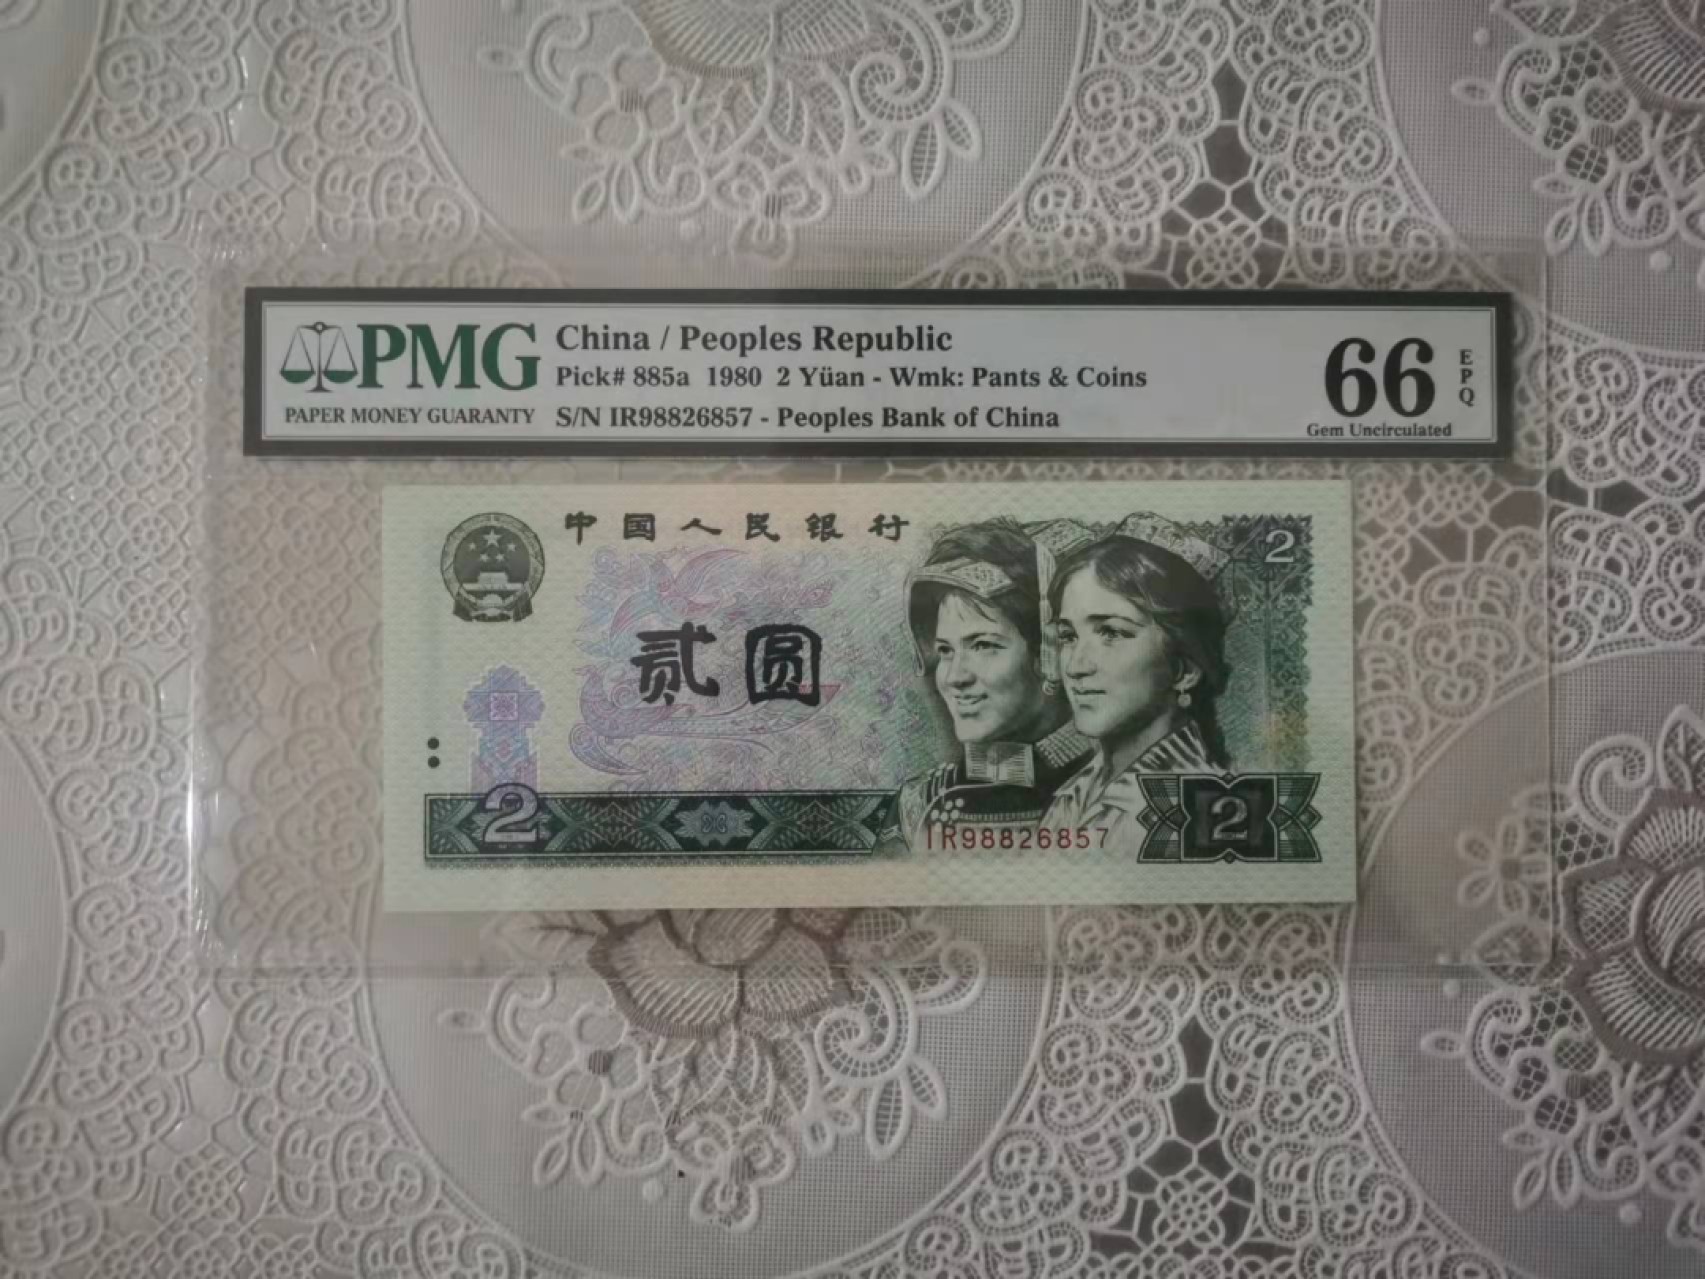 PMG
PAPER MONEY GUARANTY
China / Peoples Republic
Pick# 885a 1980 2 Yüan - Wmk: Pants & Coins
S/N IR98826857 - Peoples Bank of China
66
EPQ
Gem Uncirculated
中国人民银行
2
贰圆
2
IR98826857
2